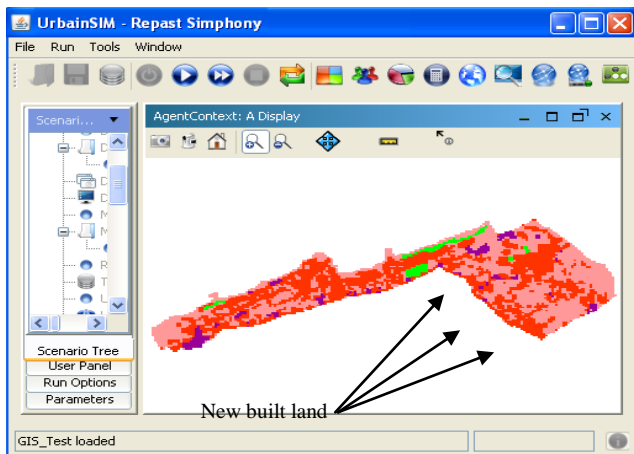 UrbainSIM - Repast Simphony
File Run Tools Window
Scenari...
AgentContext: A Display
D
D
D
M
M
R
T
U
Scenario Tree
User Panel
Run Options
Parameters
New built land
GIS_Test loaded